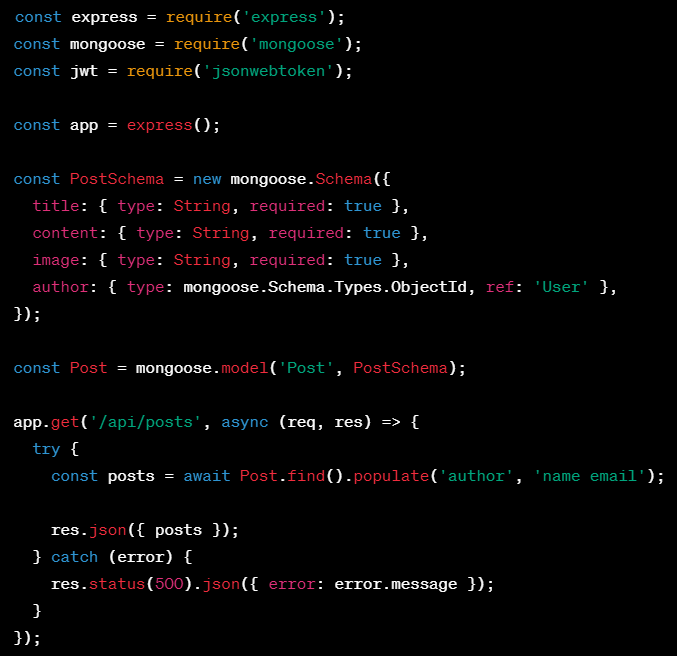 const express = require('express');
const mongoose = require('mongoose');
const jwt = require('jsonwebtoken');

const app = express();

const PostSchema = new mongoose.Schema({
  title: { type: String, required: true },
  content: { type: String, required: true },
  image: { type: String, required: true },
  author: { type: mongoose.Schema.Types.ObjectId, ref: 'User' },
});

const Post = mongoose.model('Post', PostSchema);

app.get('/api/posts', async (req, res) => {
  try {
    const posts = await Post.find().populate('author', 'name email');

    res.json({ posts });
  } catch (error) {
    res.status(500).json({ error: error.message });
  }
});